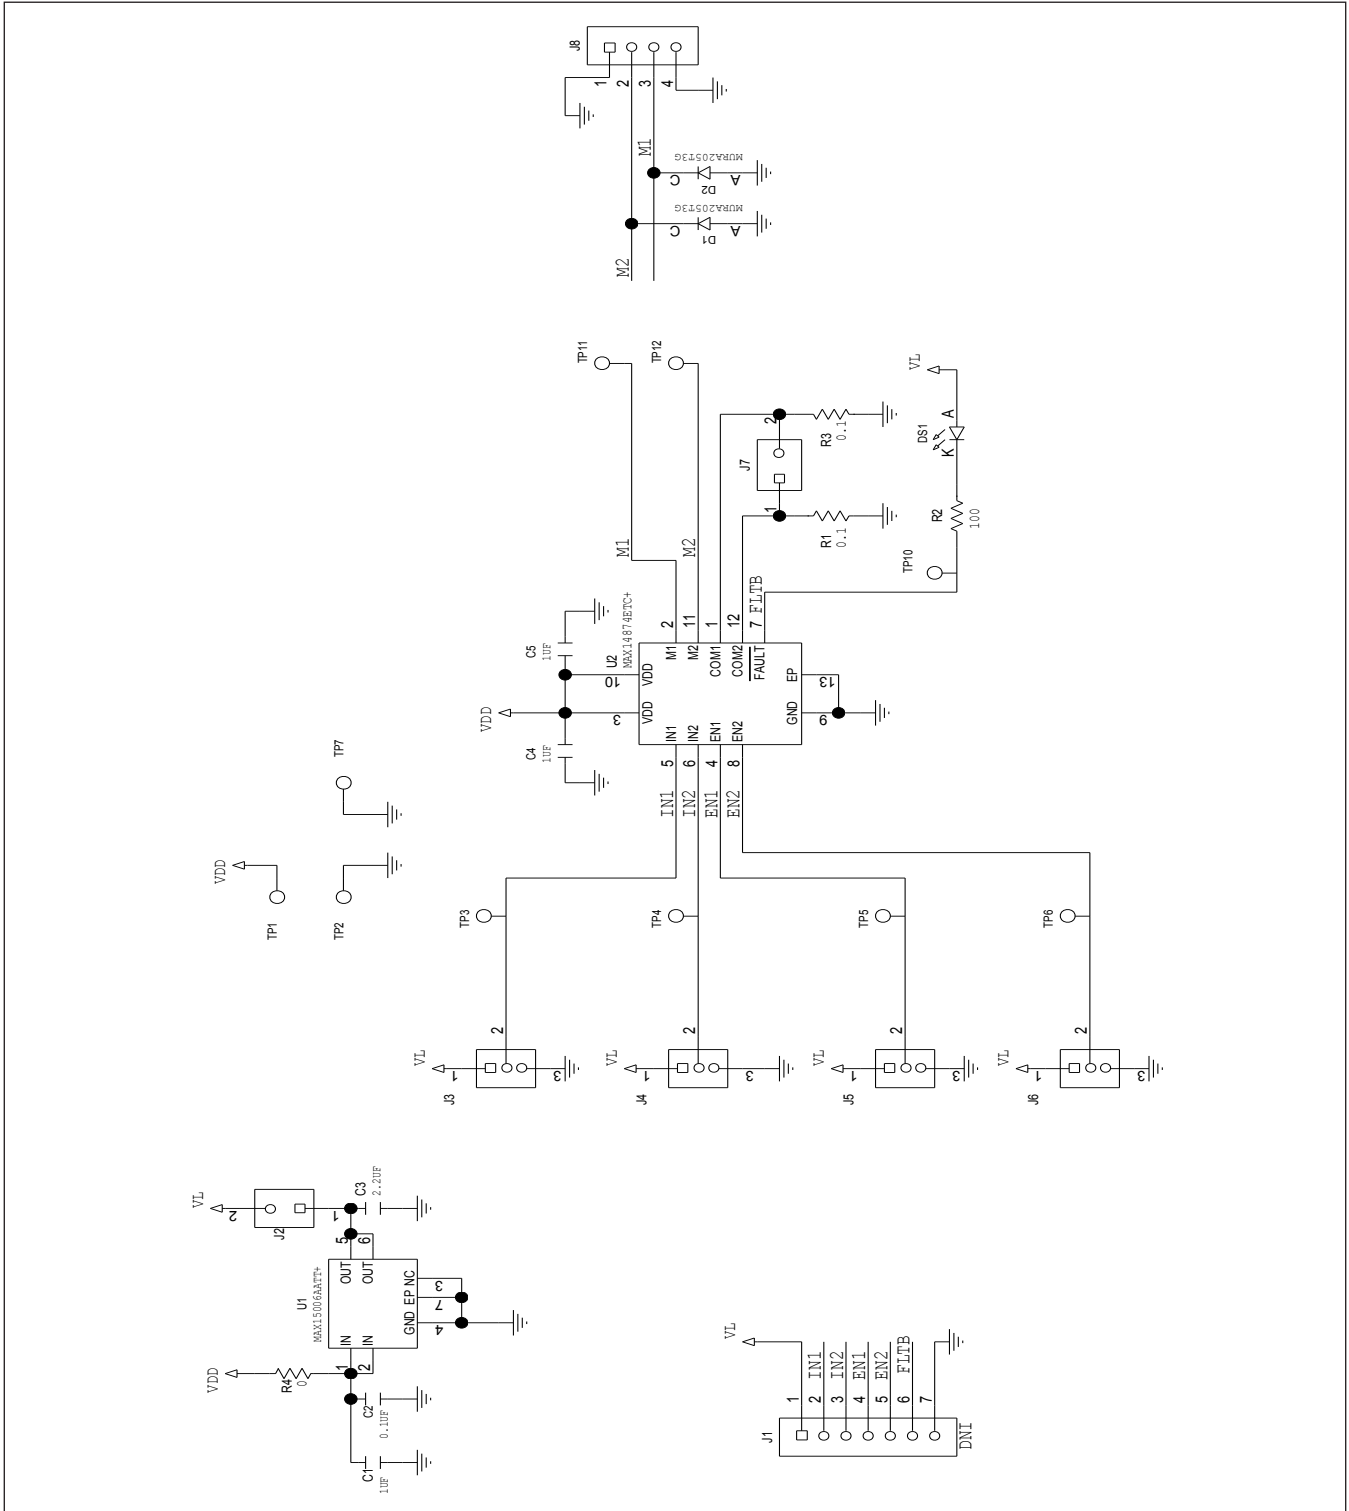 J8
1
2
3
4
M1
MURA205T3G
C
A
D2
MURA205T3G
C
A
D1
M2
TP11
TP12
VL
A
DS1
K
2
J7
1
R3
0.1
R1
0.1
R2
100
TP10
M1
M2
C5
1UF
U2
MAX14874ETC+
2
11
1
12
7
FLTB
VDD
10
VDD
3
M1
M2
COM1
COM2
FAULT
EP
13
GND
9
IN1
IN2
EN1
EN2
VDD
C4
1UF
5
6
4
8
IN1
IN2
EN1
EN2
TP7
VDD
TP1
TP2
TP3
TP4
TP5
TP6
VL
1
2
3
J3
VL
1
2
3
J4
VL
1
2
3
J5
VL
1
2
3
J6
VL
2
J2
1
C3
2.2UF
5
6
OUT
OUT
U1
MAX15006AATT+
NC
3
EP
7
GND
4
IN
IN
1
2
VDD
R4
0
C2
0.1UF
C1
1UF
VL
1
2
IN1
3
IN2
4
EN1
5
EN2
6
FLTB
7
J1
DNI